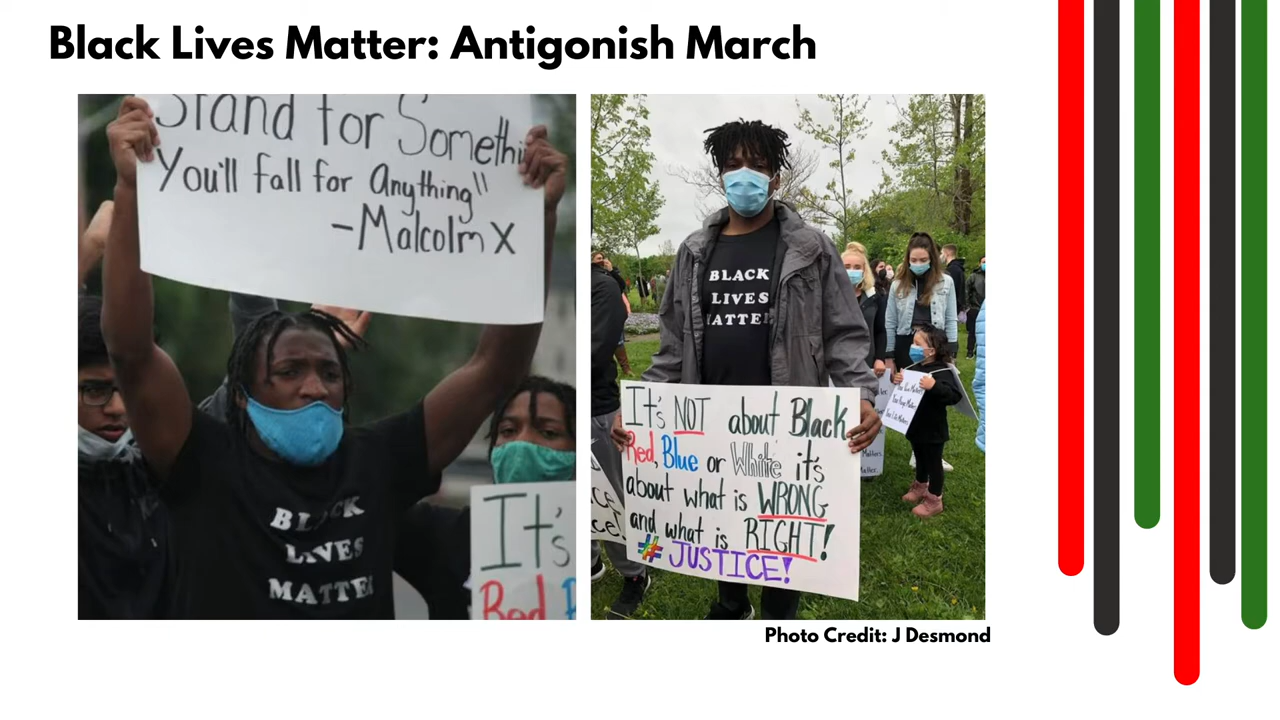 Black Lives Matter: Antigonish March
Stand for Somethi
You'll fall for Anything"
-Malcolm X
BLACK
LIVES
MATTER
It's
Red
BLACK
LIVES
MATTE
It's NOT about Black
Red, Blue or White it's
about what is WRONG
and what is RIGHT!
# JUSTICE!
Matters.
Photo Credit: J Desmond